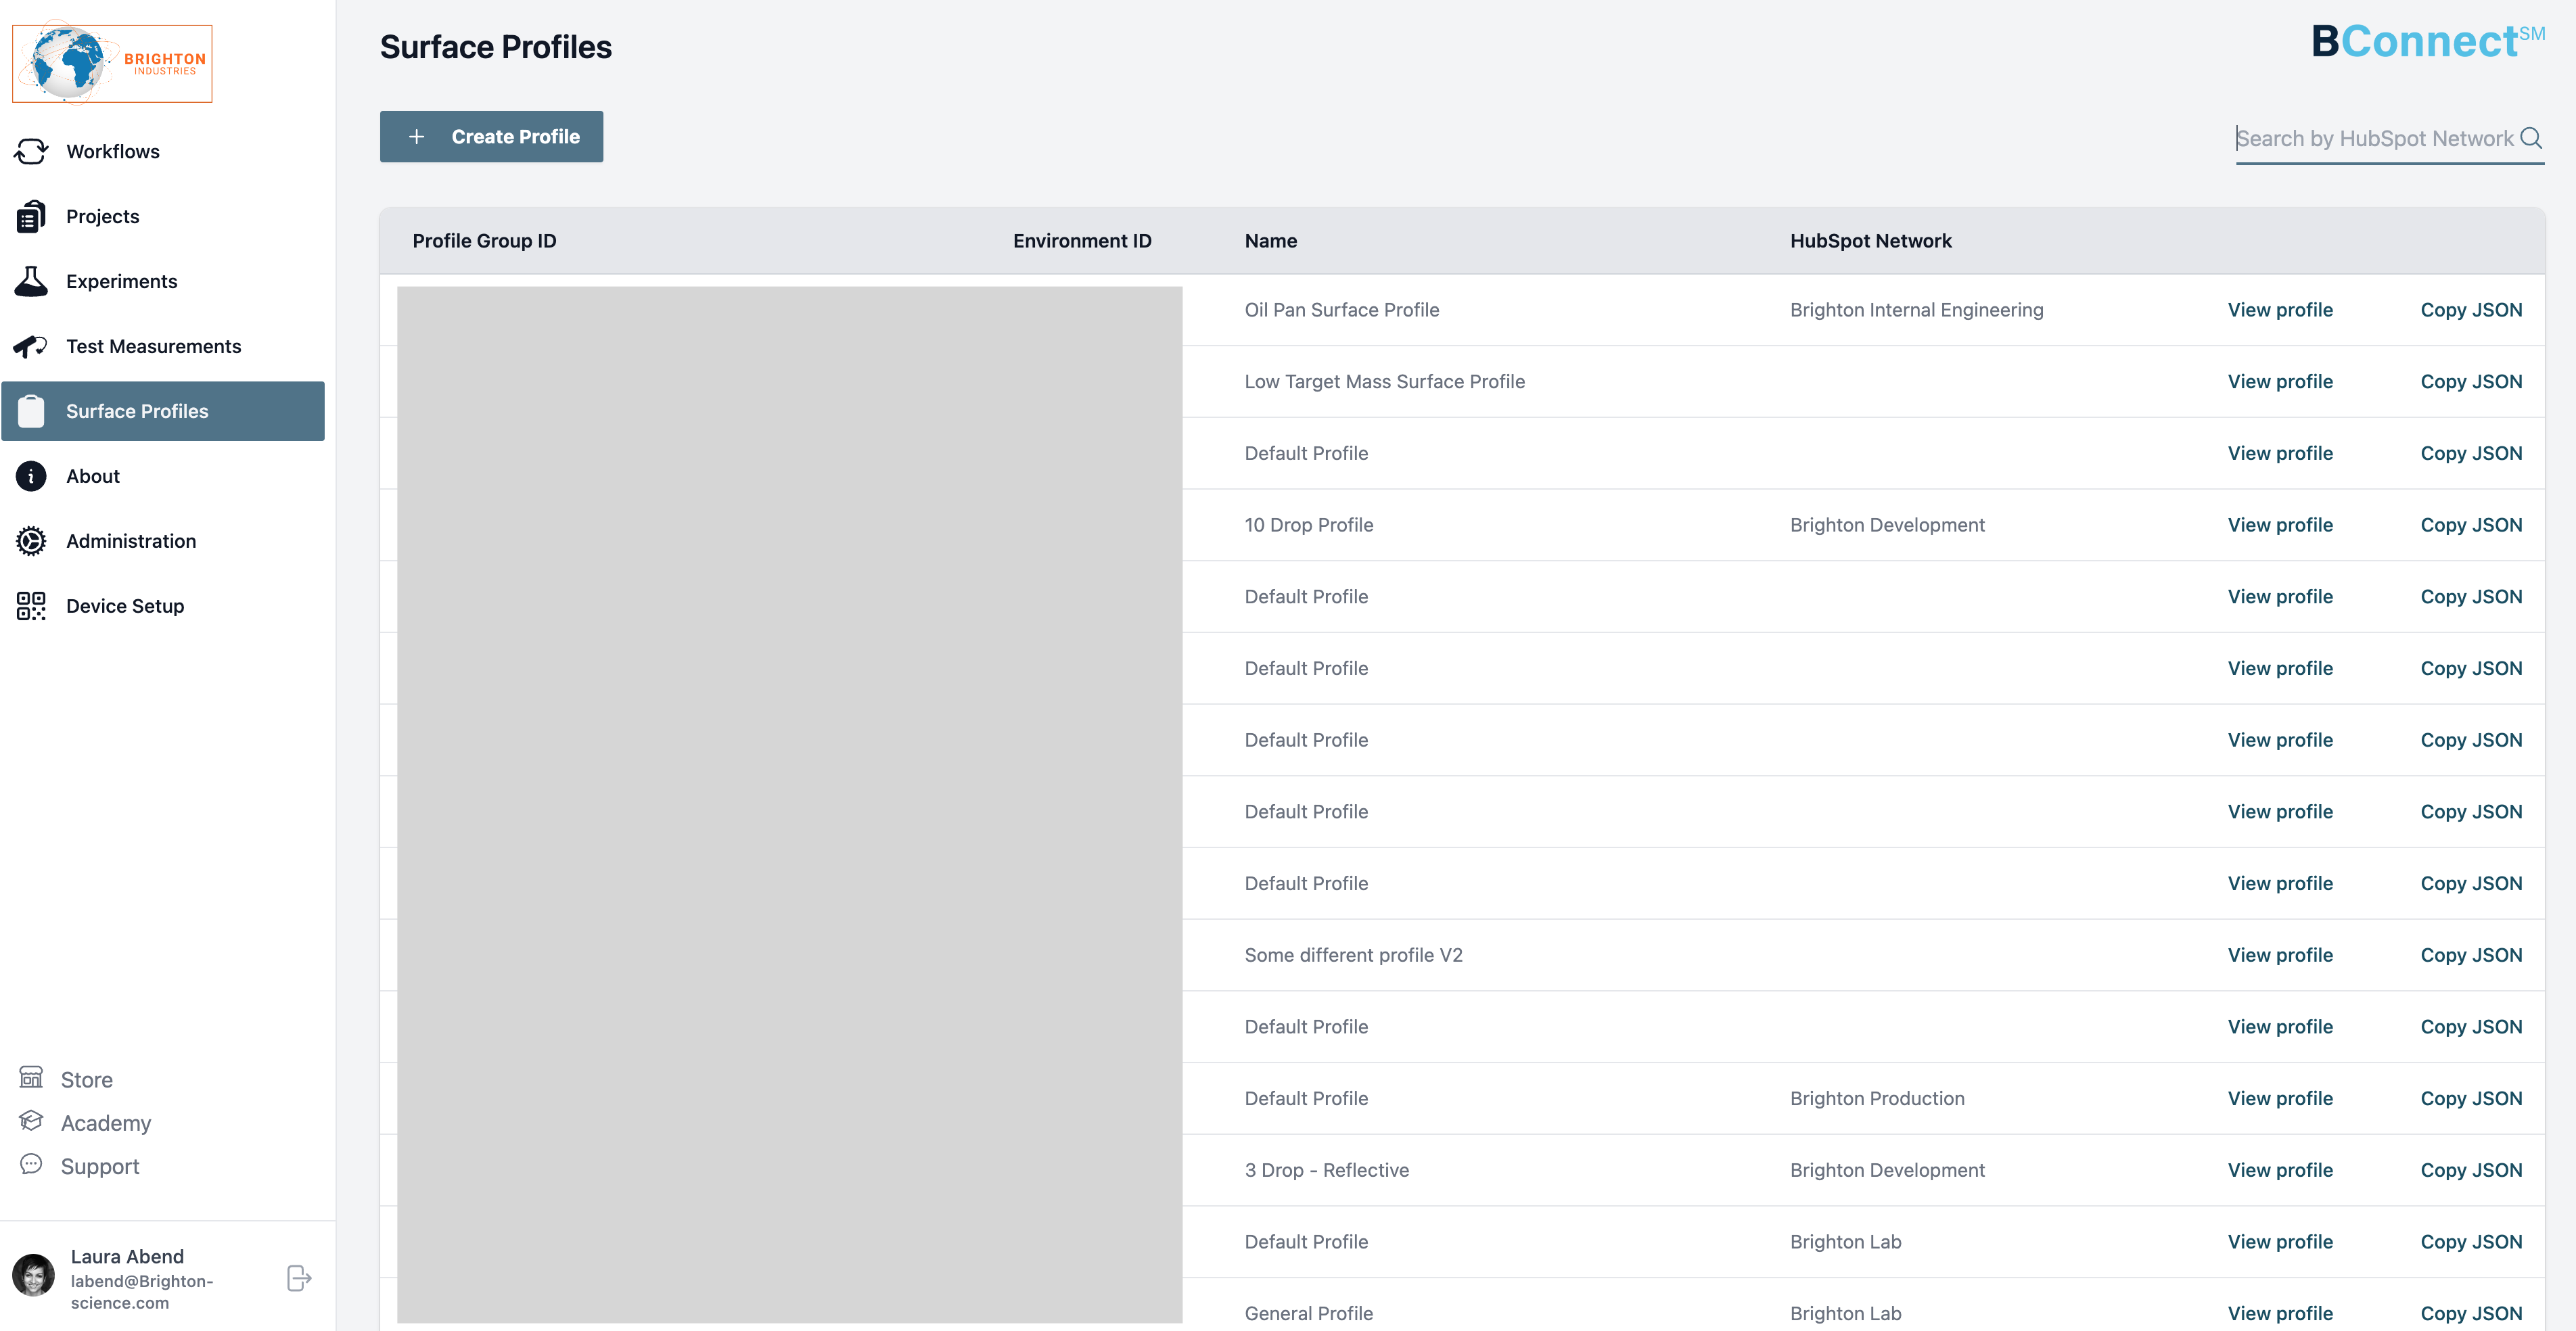 BRIGHTON
INDUSTRIES
Workflows
Projects
Experiments
Test Measurements
Surface Profiles
About
Administration
Device Setup
Store
Academy
Support
Laura Abend
labend@Brighton-
science.com
Surface Profiles
BConnect SM
+ Create Profile
Search by HubSpot Network
Profile Group ID Environment ID Name HubSpot Network
Oil Pan Surface Profile Brighton Internal Engineering View profile Copy JSON
Low Target Mass Surface Profile View profile Copy JSON
Default Profile View profile Copy JSON
10 Drop Profile Brighton Development View profile Copy JSON
Default Profile View profile Copy JSON
Default Profile View profile Copy JSON
Default Profile View profile Copy JSON
Default Profile View profile Copy JSON
Default Profile View profile Copy JSON
Some different profile V2 View profile Copy JSON
Default Profile View profile Copy JSON
Default Profile Brighton Production View profile Copy JSON
3 Drop - Reflective Brighton Development View profile Copy JSON
Default Profile Brighton Lab View profile Copy JSON
General Profile Brighton Lab View profile Copy JSON